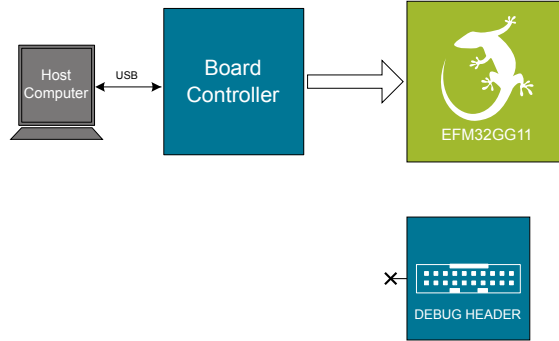 Host
Computer
USB
Board
Controller
EFM32GG11
DEBUG HEADER